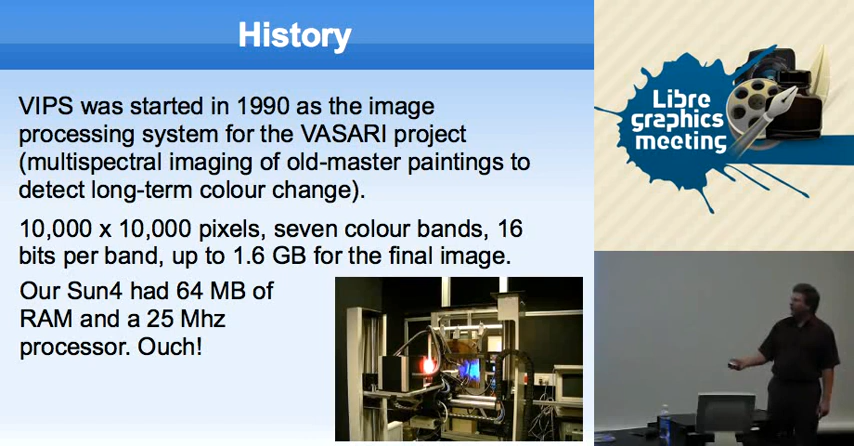 History
VIPS was started in 1990 as the image
processing system for the VASARI project
(multispectral imaging of old-master paintings to
detect long-term colour change).
10,000 x 10,000 pixels, seven colour bands, 16
bits per band, up to 1.6 GB for the final image.
Our Sun4 had 64 MB of
RAM and a 25 Mhz
processor. Ouch!
Libre
graphics
meeting